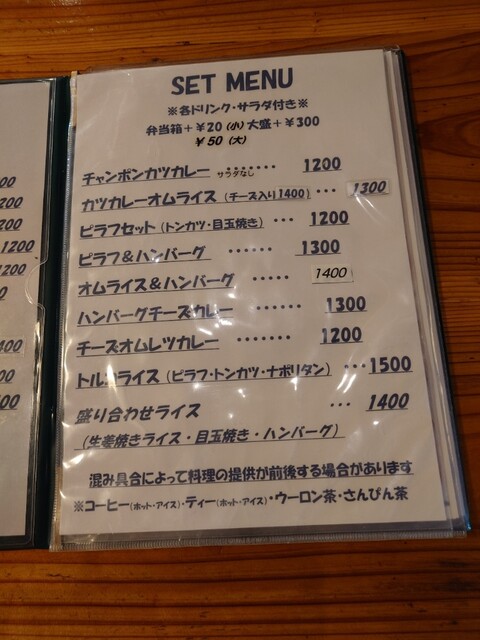 SET MENU
※各ドリンク・サラダ付き※
弁当箱+¥20(小)大盛+¥300
¥50(大)
チャンポンカツカレー ‥‥‥‥ 1200
サラダなし
カツカレーオムライス(チーズ入り1400)‥‥ 1300
ピラフセット(トンカツ・目玉焼き)‥‥ 1200
ピラフ&ハンバーグ ‥‥‥ 1300
オムライス&ハンバーグ ‥‥‥ 1400
ハンバーグチーズカレー ‥‥‥ 1300
チーズオムレツカレー ‥‥‥‥ 1200
トルコライス(ピラフ・トンカツ・ナポリタン)‥‥1500
盛り合わせライス ‥‥ 1400
(生姜焼きライス・目玉焼き・ハンバーグ)
混み具合によって料理の提供が前後する場合があります
※コーヒー(ホット・アイス)・ティー(ホット・アイス)・ウーロン茶・さんぴん茶
200
1200
1200